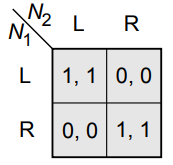 N₂ L R
N₁
L 1, 1 0, 0
R 0, 0 1, 1